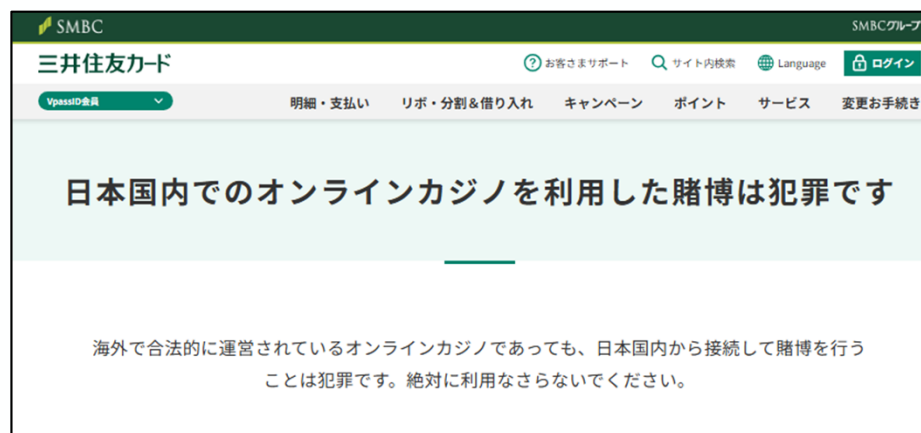 SMBC
SMBCグループ
三井住友カード
お客さまサポート サイト内検索 Language ログイン
VpassID会員 明細・支払い リボ・分割&借り入れ キャンペーン ポイント サービス 変更お手続き
日本国内でのオンラインカジノを利用した賭博は犯罪です
海外で合法的に運営されているオンラインカジノであっても、日本国内から接続して賭博を行う
ことは犯罪です。絶対に利用なさらないでください。